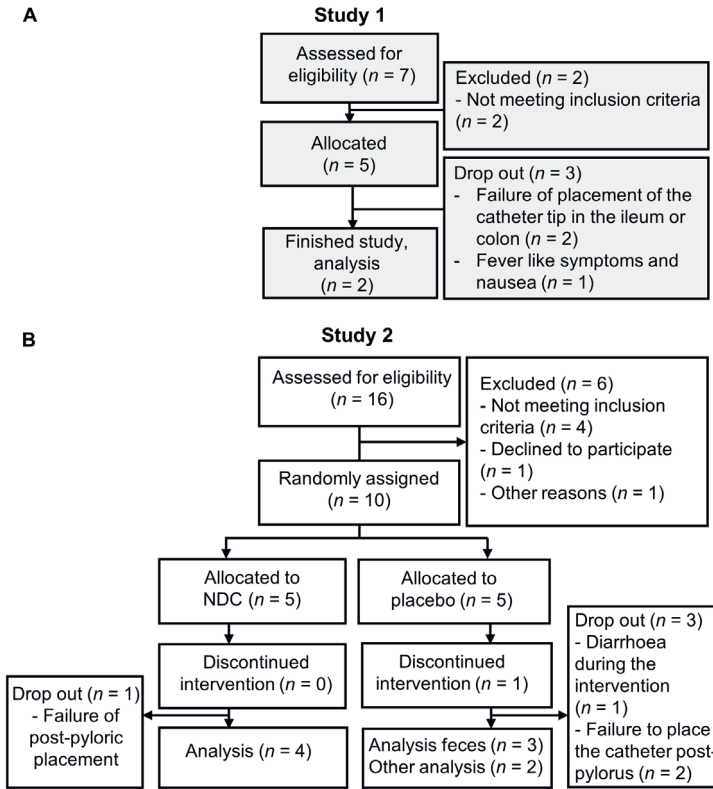 A
Study 1
Assessed for
eligibility (n = 7)
Excluded (n = 2)
- Not meeting inclusion criteria
(n = 2)
Allocated
(n = 5)
Drop out (n = 3)
- Failure of placement of the
catheter tip in the ileum or
colon (n = 2)
- Fever like symptoms and
nausea (n = 1)
Finished study,
analysis
(n = 2)
B
Study 2
Assessed for eligibility
(n = 16)
Excluded (n = 6)
- Not meeting inclusion
criteria (n = 4)
- Declined to participate
(n = 1)
- Other reasons (n = 1)
Randomly assigned
(n = 10)
Allocated to
NDC (n = 5)
Allocated to
placebo (n = 5)
Discontinued
intervention (n = 0)
Discontinued
intervention (n = 1)
Drop out (n = 1)
- Failure of
post-pyloric
placement
Drop out (n = 3)
- Diarrhoea
during the
intervention
(n = 1)
- Failure to place
the catheter post-
pylorus (n = 2)
Analysis (n = 4)
Analysis feces (n = 3)
Other analysis (n = 2)